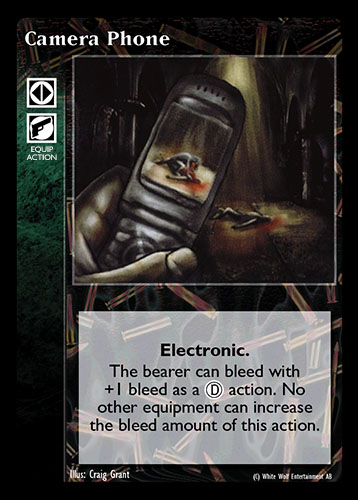 Camera Phone
EQUIP
ACTION
Electronic.
The bearer can bleed with
+1 bleed as a Ⓓ action. No
other equipment can increase
the bleed amount of this action.
Illus: Craig Grant
(C) White Wolf Entertainment AB